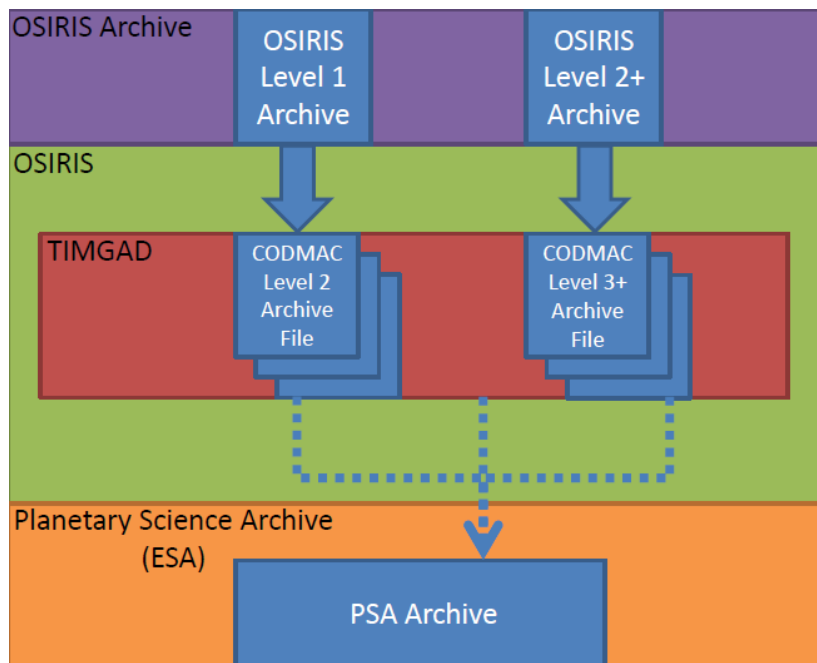 OSIRIS Archive
OSIRIS
Level 1
Archive
OSIRIS
Level 2+
Archive
OSIRIS
TIMGAD
CODMAC
Level 2
Archive
File
CODMAC
Level 3+
Archive
File
Planetary Science Archive
(ESA)
PSA Archive